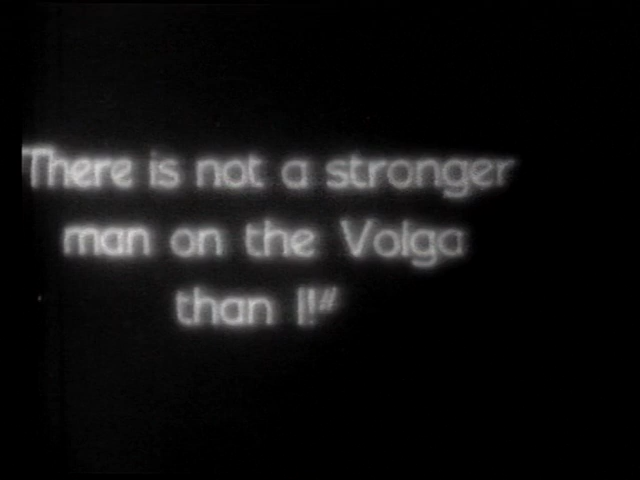 "There is not a stronger
man on the Volga
than I!"